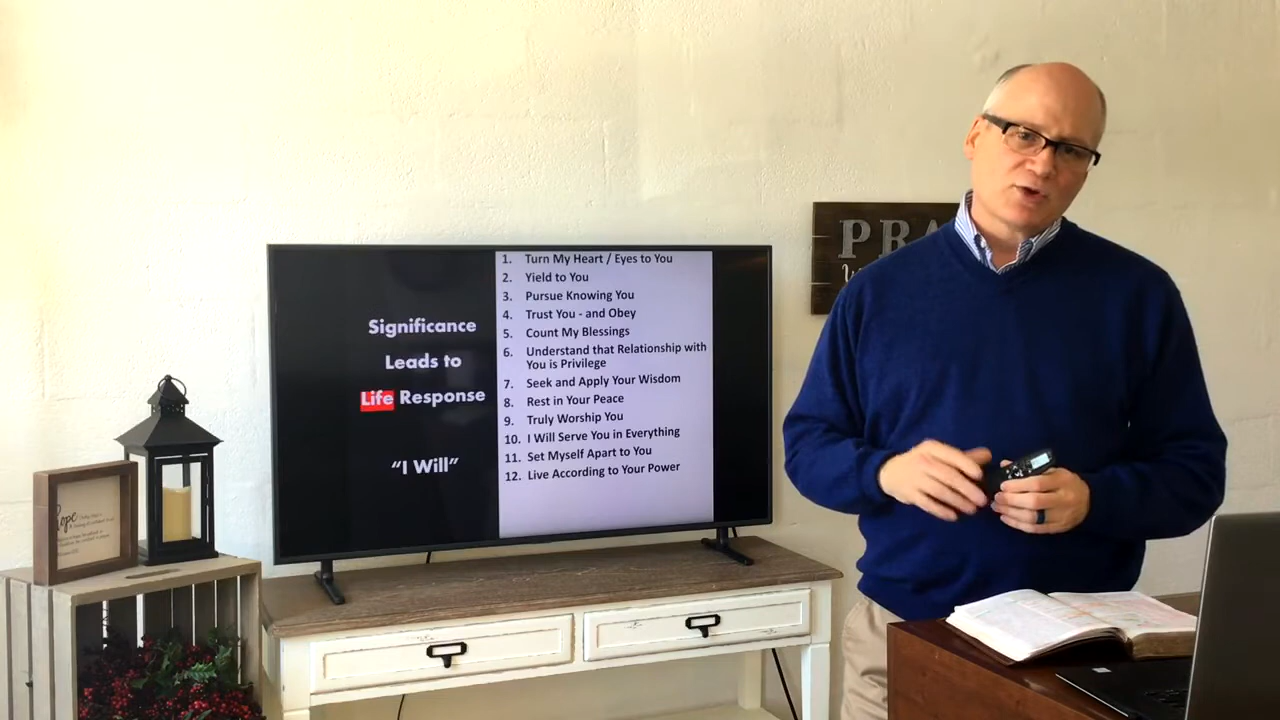 Significance
Leads to
Life Response
“I Will”
1. Turn My Heart / Eyes to You
2. Yield to You
3. Pursue Knowing You
4. Trust You - and Obey
5. Count My Blessings
6. Understand that Relationship with
You is Privilege
7. Seek and Apply Your Wisdom
8. Rest in Your Peace
9. Truly Worship You
10. I Will Serve You in Everything
11. Set Myself Apart to You
12. Live According to Your Power
PRA
hope